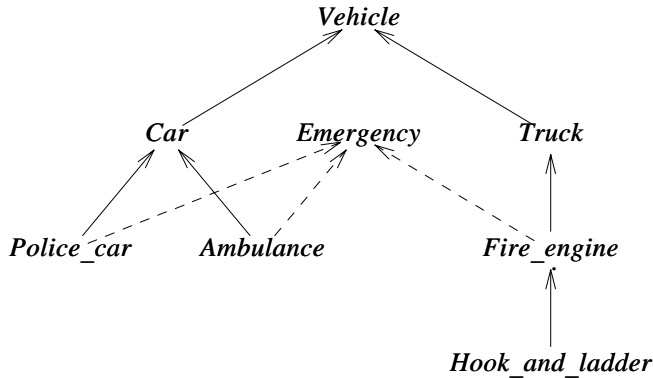 Vehicle
Car Emergency Truck
Police_car Ambulance Fire_engine
Hook_and_ladder